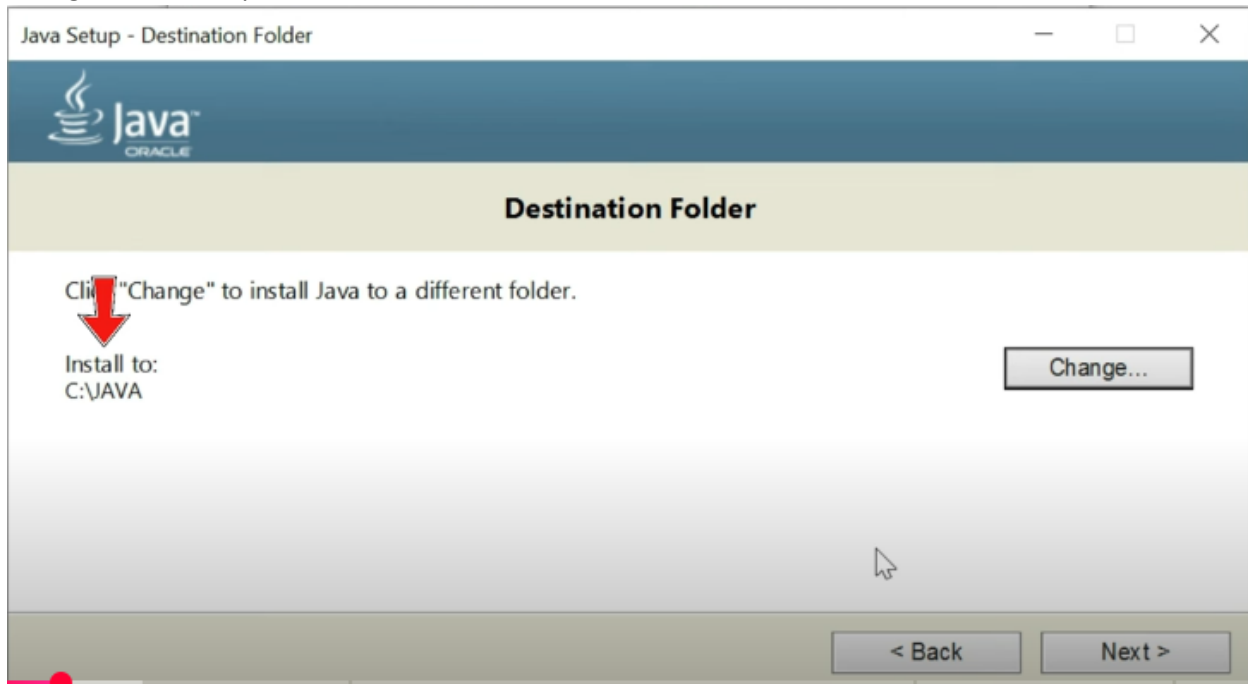 Java Setup - Destination Folder
Java™
ORACLE
Destination Folder
"Change" to install Java to a different folder.
Install to:
C:\JAVA
Change...
< Back
Next >